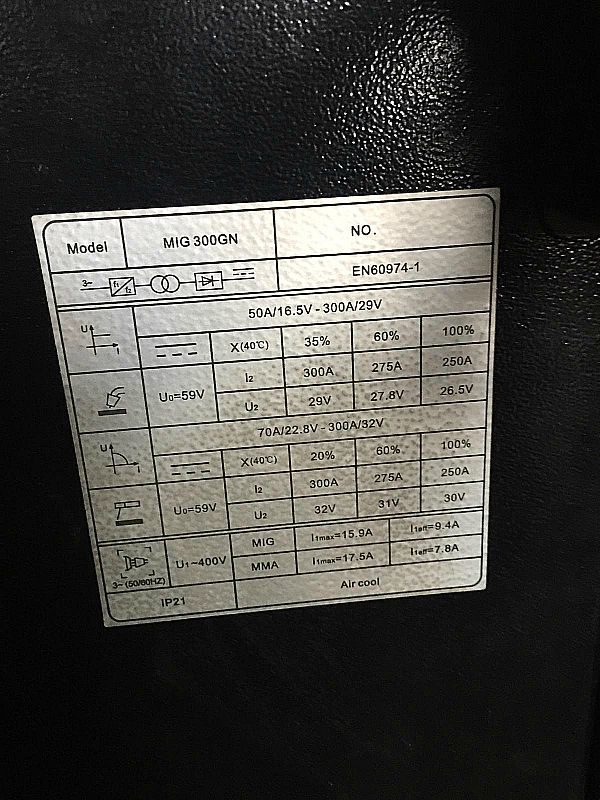 Model MIG 300GN NO.
3~ f1 f2 EN60974-1
50A/16.5V - 300A/29V
U I X(40℃) 35% 60% 100%
U0=59V I2 300A 275A 250A
U2 29V 27.8V 26.5V
70A/22.8V - 300A/32V
U I X(40℃) 20% 60% 100%
U0=59V I2 300A 275A 250A
U2 32V 31V 30V
3~ (50/60HZ) U1~400V MIG I1max=15.9A I1eff=9.4A
MMA I1max=17.5A I1eff=7.8A
IP21 Air cool